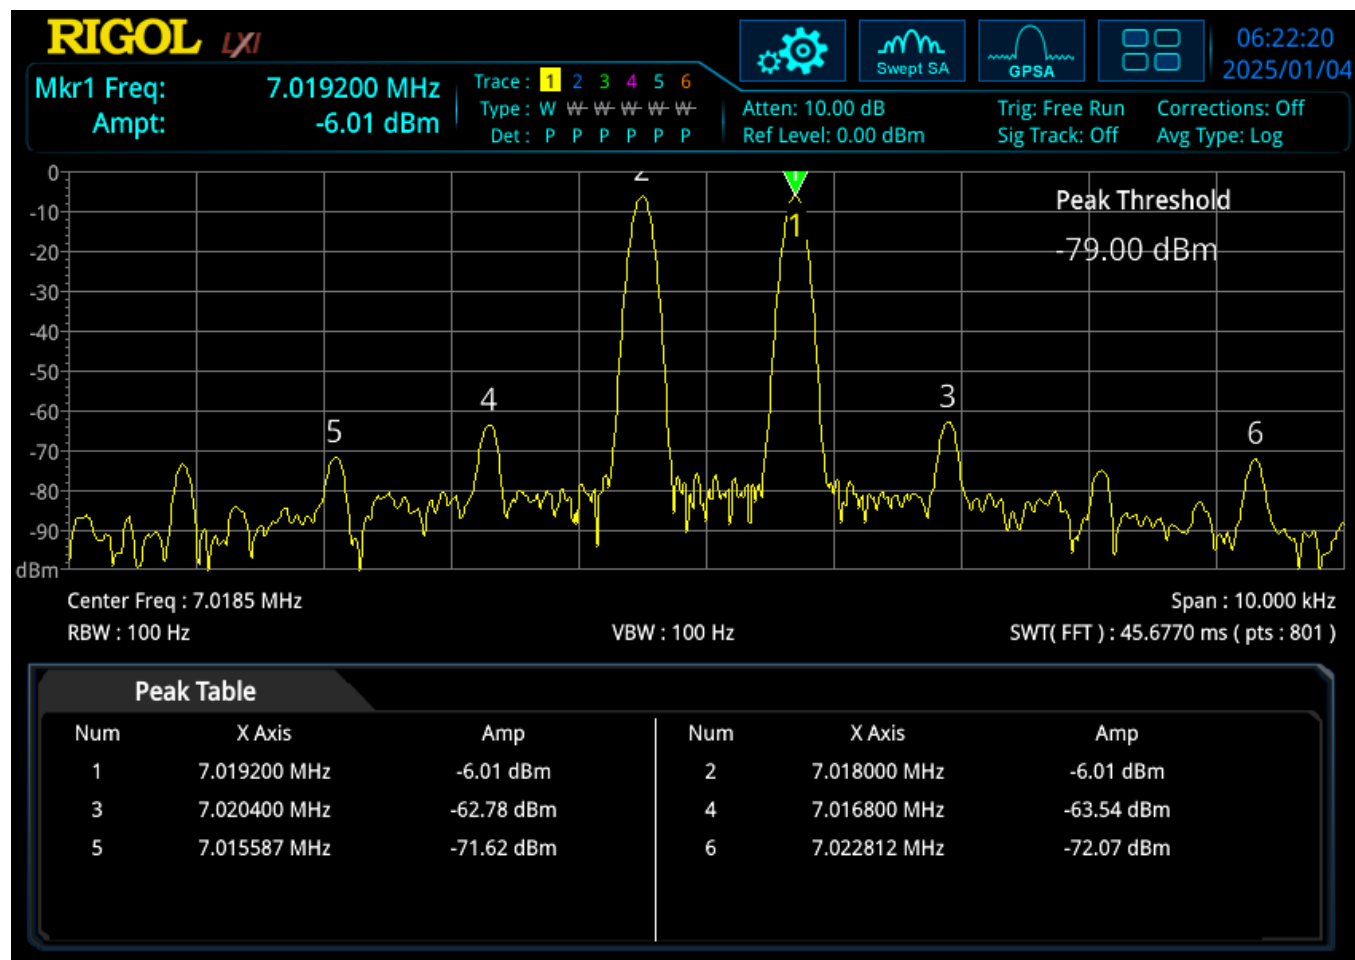 RIGOL LXI
Swept SA
GPSA
06:22:20
2025/01/04
Mkr1 Freq: 7.019200 MHz
Ampt: -6.01 dBm
Trace: 1 2 3 4 5 6
Type: W W W W W W
Det: P P P P P P
Atten: 10.00 dB
Ref Level: 0.00 dBm
Trig: Free Run
Sig Track: Off
Corrections: Off
Avg Type: Log
0
-10
-20
-30
-40
-50
-60
-70
-80
-90
dBm
Peak Threshold
-79.00 dBm
5
4
2
1
3
6
Center Freq : 7.0185 MHz
Span : 10.000 kHz
RBW : 100 Hz
VBW : 100 Hz
SWT( FFT ) : 45.6770 ms ( pts : 801 )
Peak Table
Num X Axis Amp Num X Axis Amp
1 7.019200 MHz -6.01 dBm 2 7.018000 MHz -6.01 dBm
3 7.020400 MHz -62.78 dBm 4 7.016800 MHz -63.54 dBm
5 7.015587 MHz -71.62 dBm 6 7.022812 MHz -72.07 dBm